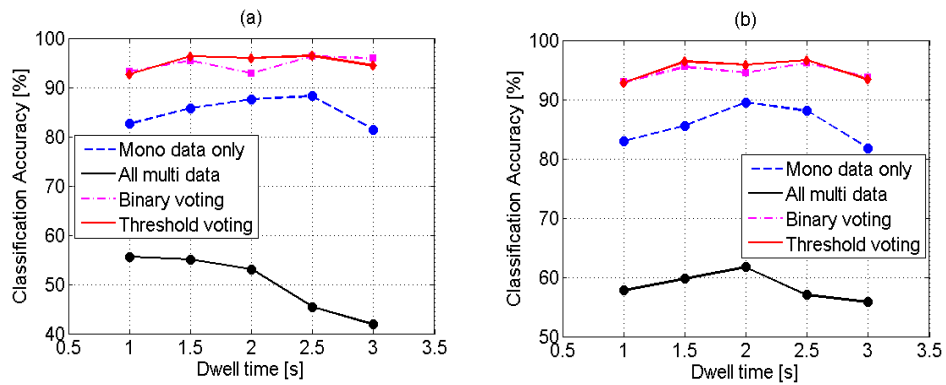 (a)
Classification Accuracy [%]
100
90
80
70
60
50
40
Mono data only
All multi data
Binary voting
Threshold voting
0.5 1 1.5 2 2.5 3 3.5
Dwell time [s]
(b)
Classification Accuracy [%]
100
90
80
70
60
50
Mono data only
All multi data
Binary voting
Threshold voting
0.5 1 1.5 2 2.5 3 3.5
Dwell time [s]